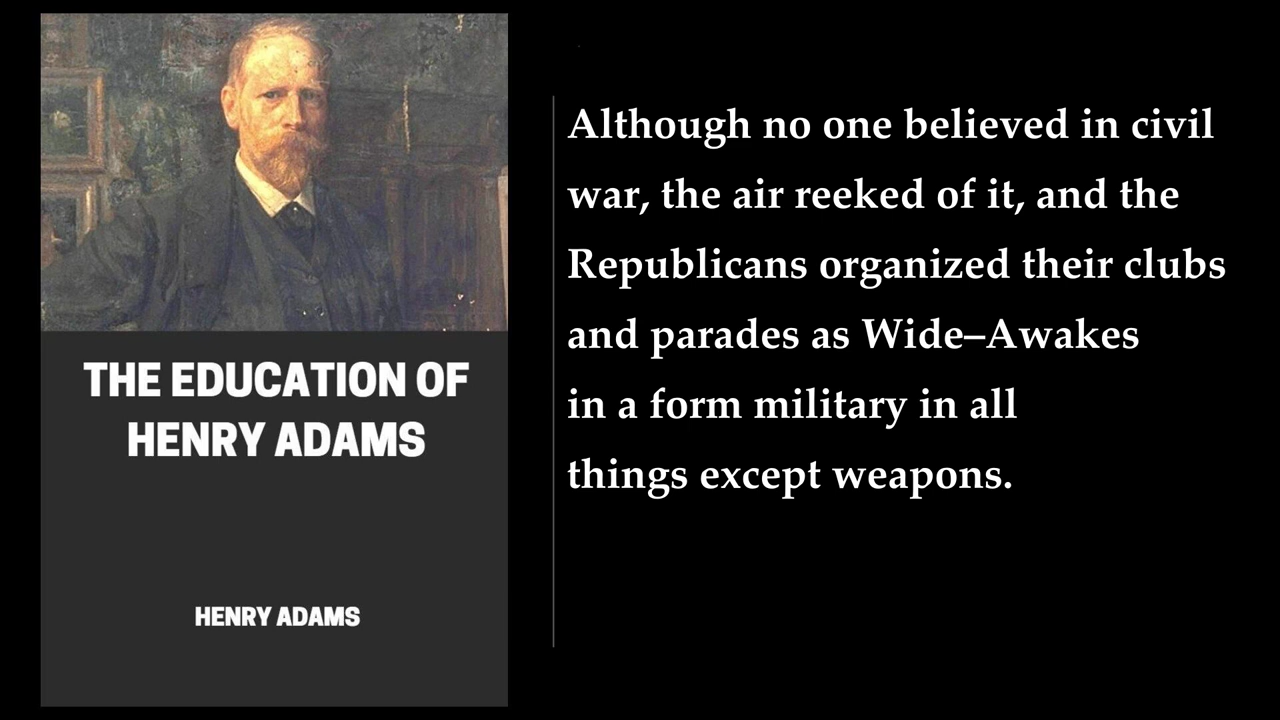 THE EDUCATION OF
HENRY ADAMS
HENRY ADAMS
Although no one believed in civil
war, the air reeked of it, and the
Republicans organized their clubs
and parades as Wide–Awakes
in a form military in all
things except weapons.